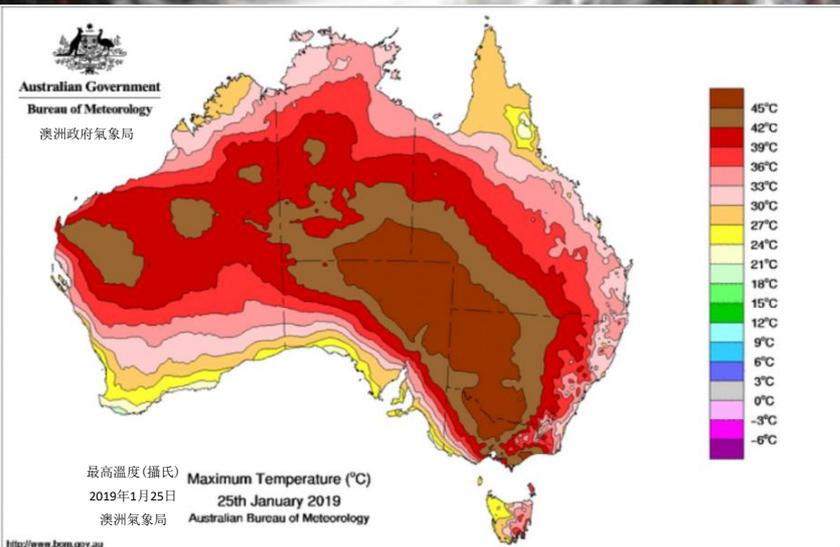 Australian Government
Bureau of Meteorology
澳洲政府氣象局
45°C
42°C
39°C
36°C
33°C
30°C
27°C
24°C
21°C
18°C
15°C
12°C
9°C
6°C
3°C
0°C
-3°C
-6°C
最高溫度(攝氏)
2019年1月25日
澳洲氣象局
Maximum Temperature (°C)
25th January 2019
Australian Bureau of Meteorology
http://www.bom.gov.au